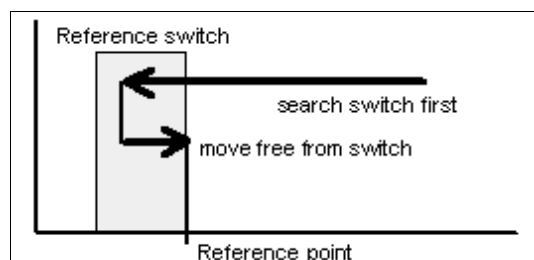 Reference switch
search switch first
move free from switch
Reference point